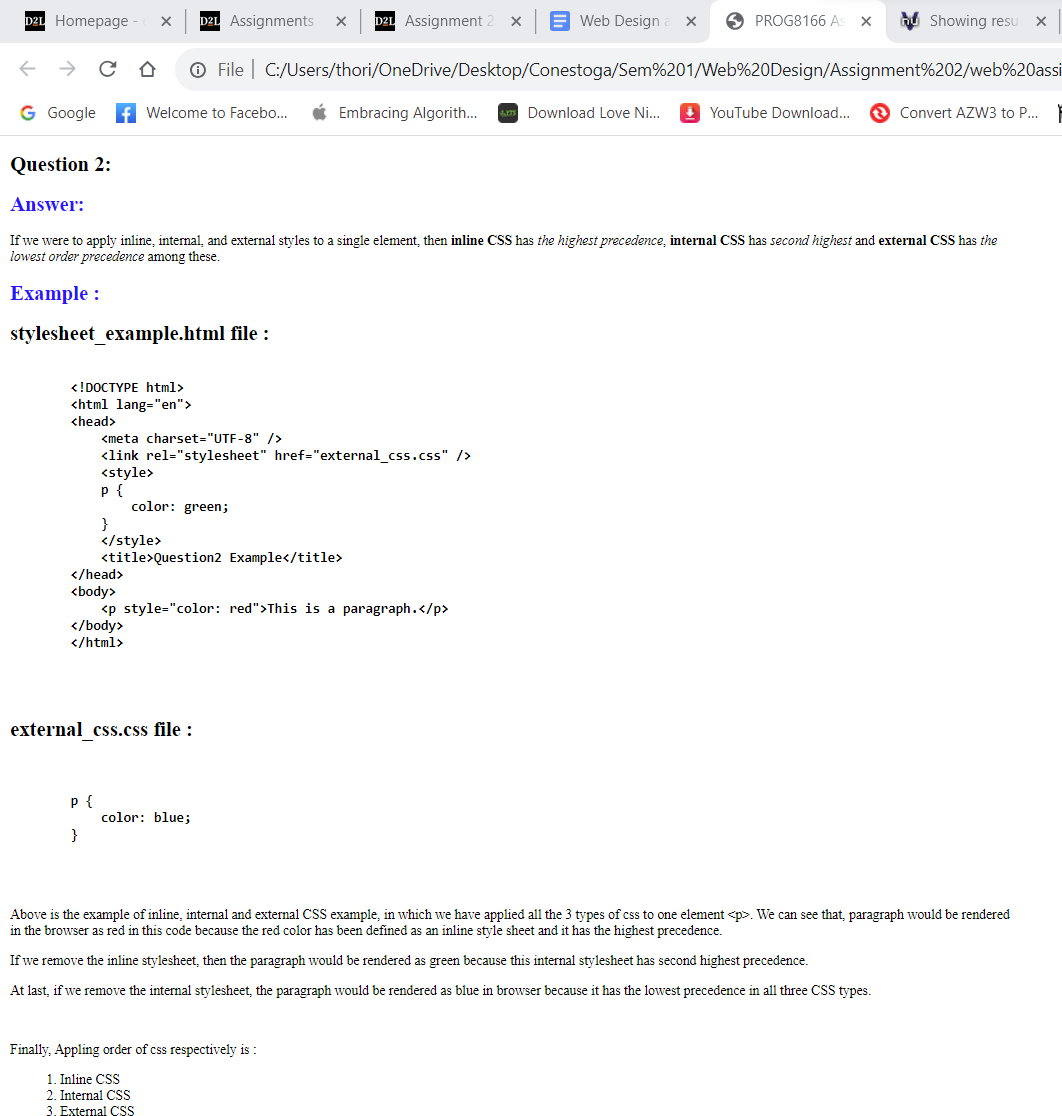 Homepage -
Assignments
Assignment 2
Web Design a
PROG8166 As
Showing resu
File
C:/Users/thori/OneDrive/Desktop/Conestoga/Sem%201/Web%20Design/Assignment%202/web%20assi
Google
Welcome to Facebo...
Embracing Algorith...
Download Love Ni...
YouTube Download...
Convert AZW3 to P...
Question 2:
Answer:
If we were to apply inline, internal, and external styles to a single element, then inline CSS has the highest precedence, internal CSS has second highest and external CSS has the
lowest order precedence among these.
Example :
stylesheet_example.html file :
<!DOCTYPE html>
<html lang="en">
<head>
<meta charset="UTF-8" />
<link rel="stylesheet" href="external_css.css" />
<style>
p {
color: green;
}
</style>
<title>Question2 Example</title>
</head>
<body>
<p style="color: red">This is a paragraph.</p>
</body>
</html>
external_css.css file :
p {
color: blue;
}
Above is the example of inline, internal and external CSS example, in which we have applied all the 3 types of css to one element <p>. We can see that, paragraph would be rendered
in the browser as red in this code because the red color has been defined as an inline style sheet and it has the highest precedence.
If we remove the inline stylesheet, then the paragraph would be rendered as green because this internal stylesheet has second highest precedence.
At last, if we remove the internal stylesheet, the paragraph would be rendered as blue in browser because it has the lowest precedence in all three CSS types.
Finally, Appling order of css respectively is :
1. Inline CSS
2. Internal CSS
3. External CSS